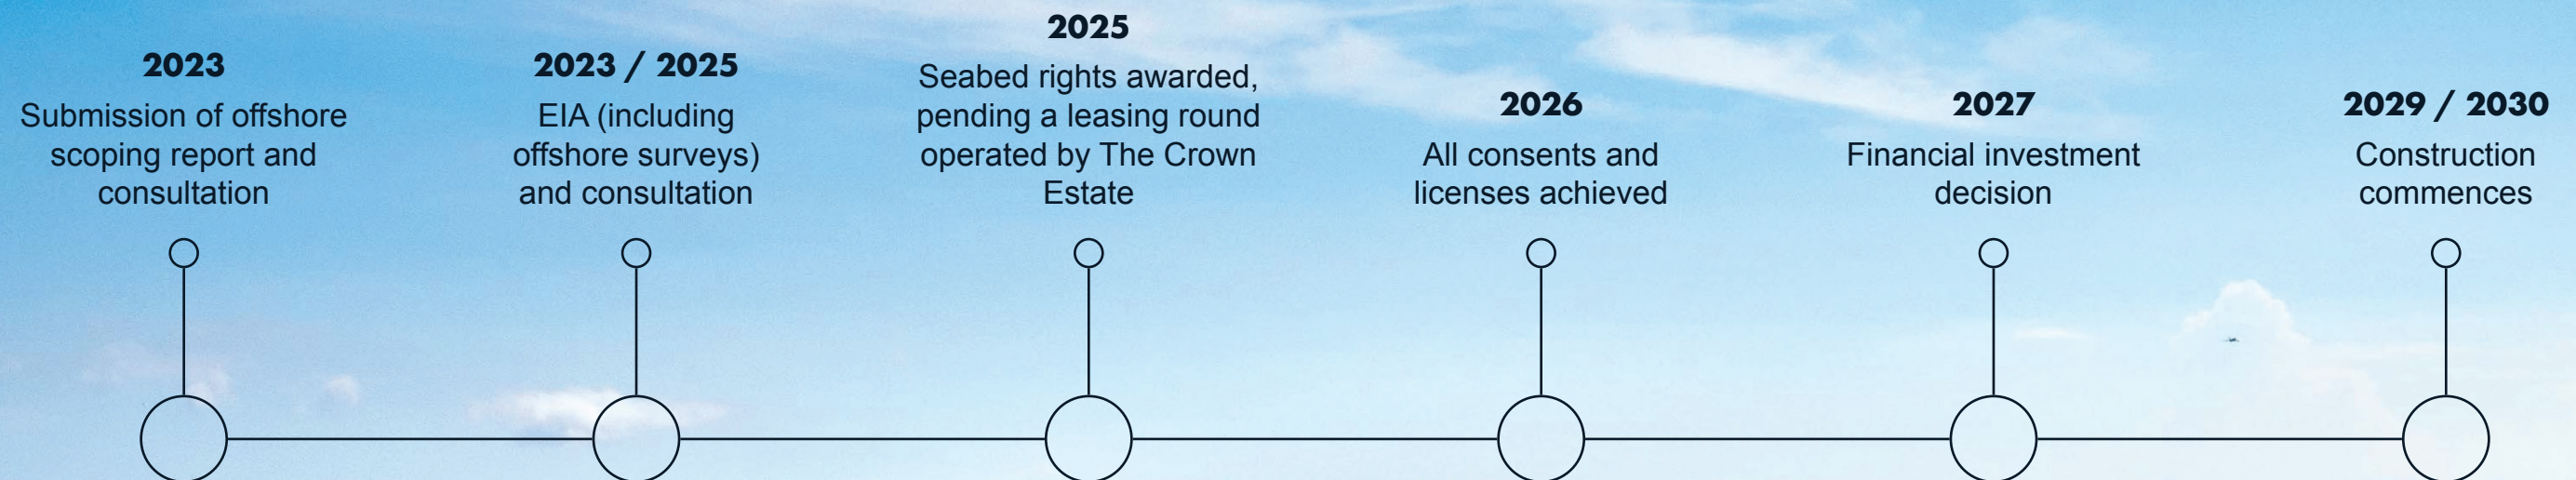 2023
Submission of offshore
scoping report and
consultation
2023 / 2025
EIA (including
offshore surveys)
and consultation
2025
Seabed rights awarded,
pending a leasing round
operated by The Crown
Estate
2026
All consents and
licenses achieved
2027
Financial investment
decision
2029 / 2030
Construction
commences